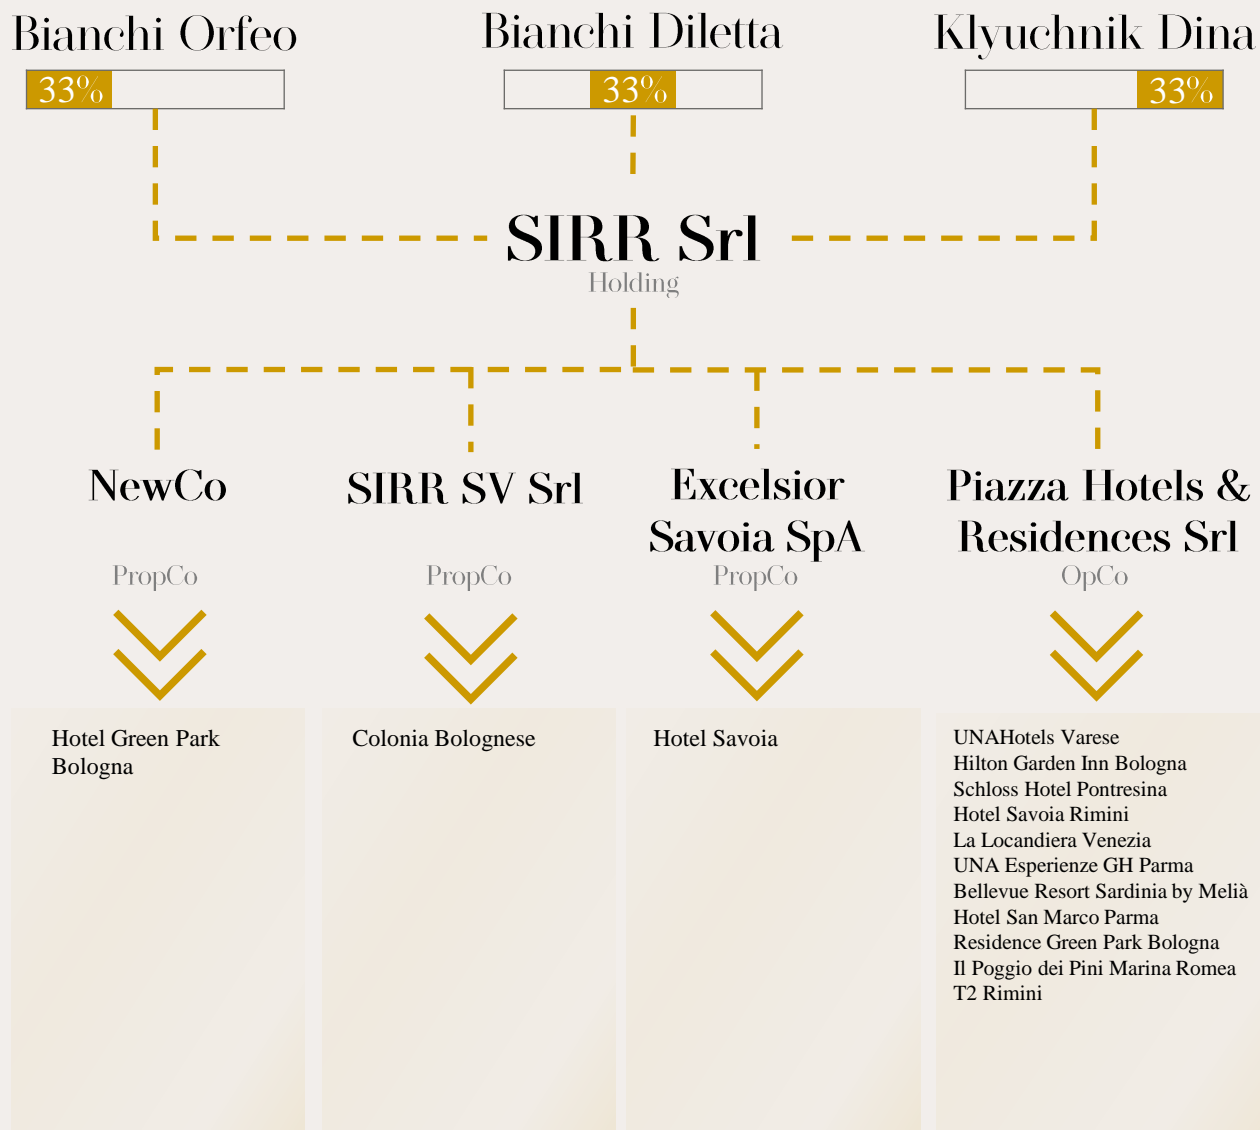 Bianchi Orfeo
Bianchi Diletta
Klyuchnik Dina
33%
33%
33%
SIRR Srl
Holding
NewCo
SIRR SV Srl
Excelsior
Savoia SpA
Piazza Hotels &
Residences Srl
PropCo
PropCo
PropCo
OpCo
Hotel Green Park
Bologna
Colonia Bolognese
Hotel Savoia
UNAHotels Varese
Hilton Garden Inn Bologna
Schloss Hotel Pontresina
Hotel Savoia Rimini
La Locandiera Venezia
UNA Esperienze GH Parma
Bellevue Resort Sardinia by Melià
Hotel San Marco Parma
Residence Green Park Bologna
Il Poggio dei Pini Marina Romea
T2 Rimini